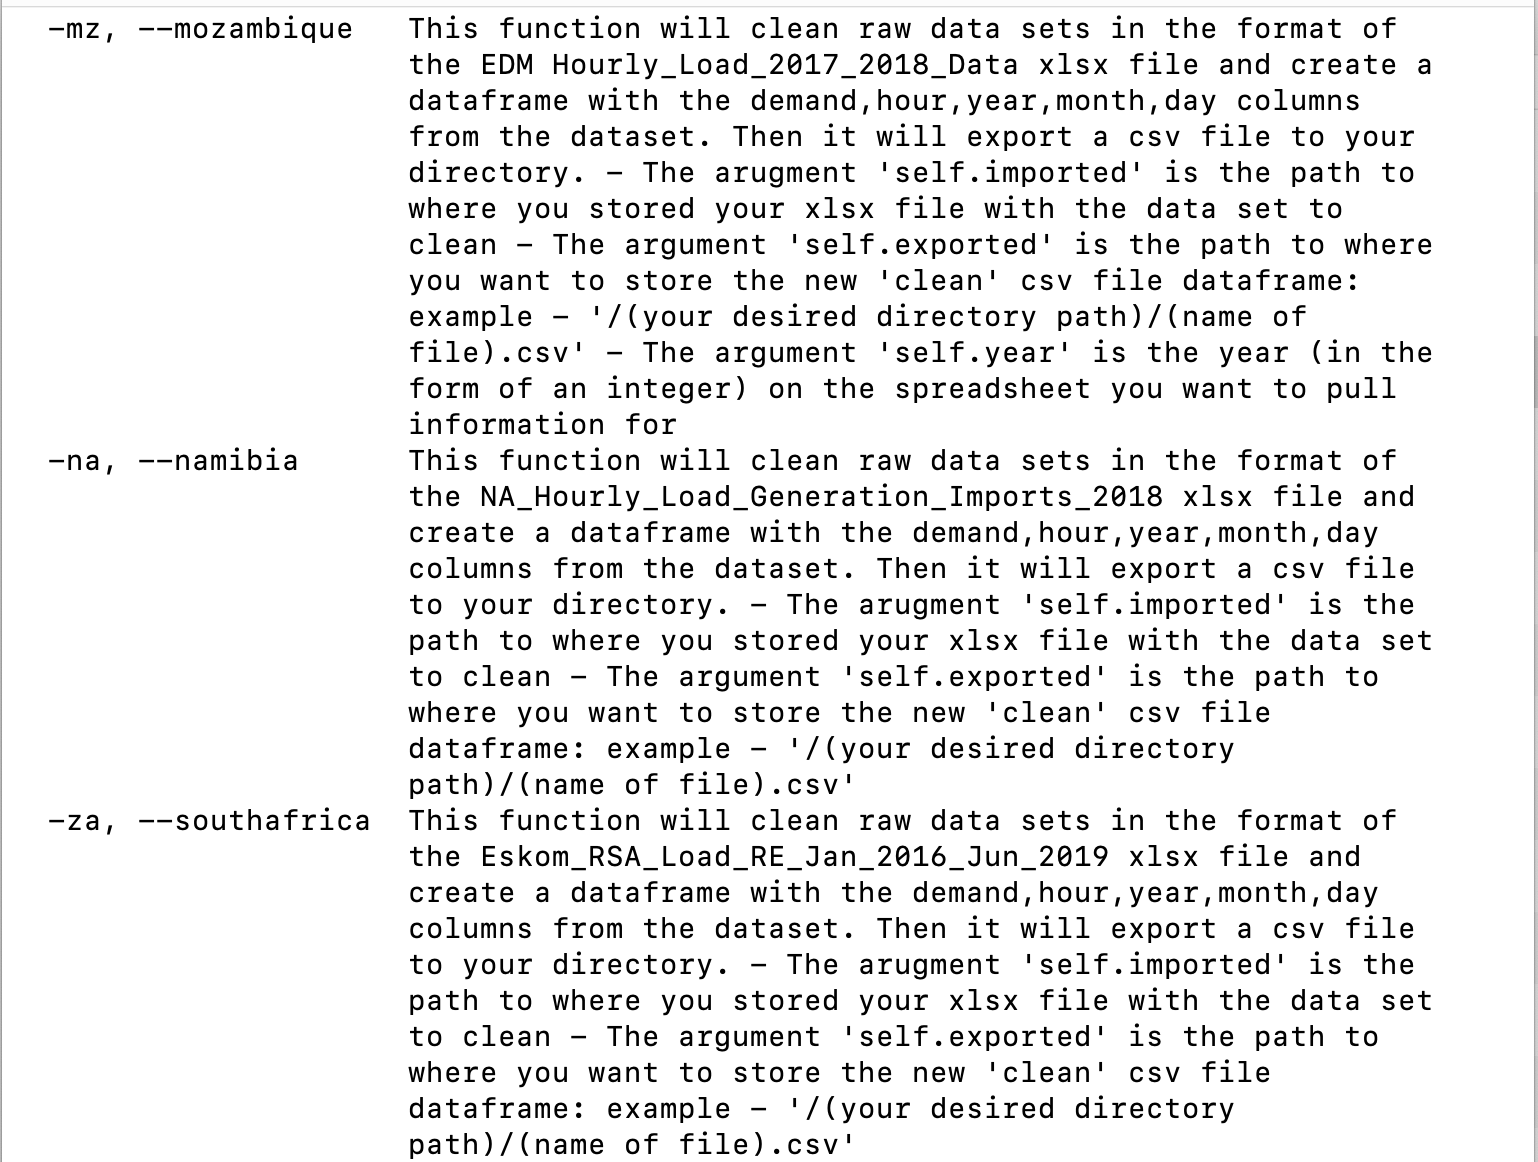 -mz, --mozambique   This function will clean raw data sets in the format of
the EDM Hourly_Load_2017_2018_Data xlsx file and create a
dataframe with the demand,hour,year,month,day columns
from the dataset. Then it will export a csv file to your
directory. - The arugment 'self.imported' is the path to
where you stored your xlsx file with the data set to
clean - The argument 'self.exported' is the path to where
you want to store the new 'clean' csv file dataframe:
example - '/(your desired directory path)/(name of
file).csv' - The argument 'self.year' is the year (in the
form of an integer) on the spreadsheet you want to pull
information for
-na, --namibia      This function will clean raw data sets in the format of
the NA_Hourly_Load_Generation_Imports_2018 xlsx file and
create a dataframe with the demand,hour,year,month,day
columns from the dataset. Then it will export a csv file
to your directory. - The arugment 'self.imported' is the
path to where you stored your xlsx file with the data set
to clean - The argument 'self.exported' is the path to
where you want to store the new 'clean' csv file
dataframe: example - '/(your desired directory
path)/(name of file).csv'
-za, --southafrica  This function will clean raw data sets in the format of
the Eskom_RSA_Load_RE_Jan_2016_Jun_2019 xlsx file and
create a dataframe with the demand,hour,year,month,day
columns from the dataset. Then it will export a csv file
to your directory. - The arugment 'self.imported' is the
path to where you stored your xlsx file with the data set
to clean - The argument 'self.exported' is the path to
where you want to store the new 'clean' csv file
dataframe: example - '/(your desired directory
path)/(name of file).csv'